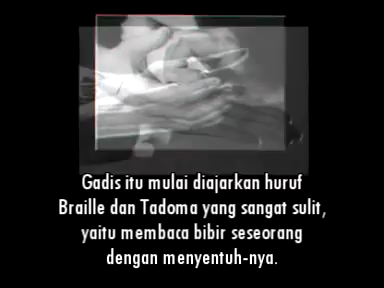 Gadis itu mulai diajarkan huruf
Braille dan Tadoma yang sangat sulit,
yaitu membaca bibir seseorang
dengan menyentuh-nya.